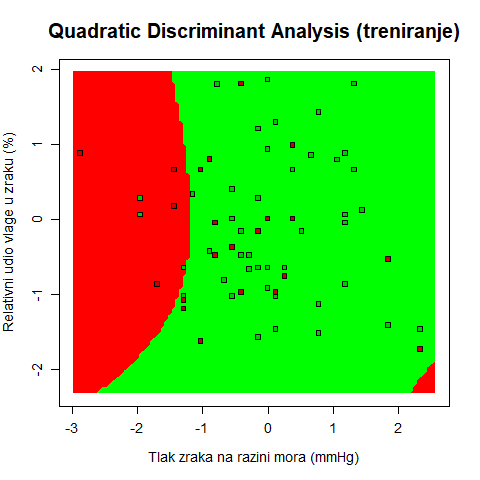 Quadratic Discriminant Analysis (treniranje)
Relativni udio vlage u zraku (%)
2
1
0
-1
-2
-3 -2 -1 0 1 2
Tlak zraka na razini mora (mmHg)